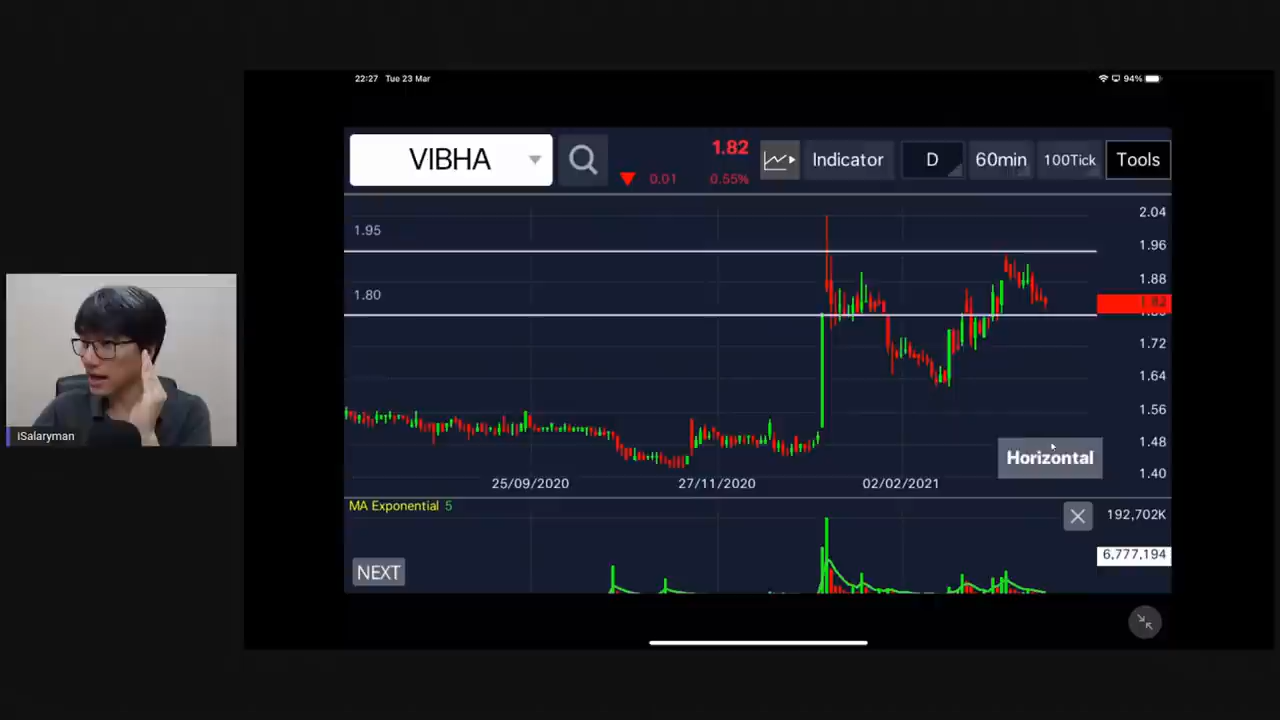 22:27 Tue 23 Mar
94%
VIBHA
1.82
0.01 0.55%
Indicator
D
60min
100Tick
Tools
2.04
1.95
1.96
1.88
1.80
1.82
1.72
1.64
1.56
1.48
1.40
iSalaryman
Horizontal
25/09/2020 27/11/2020 02/02/2021
MA Exponential 5
192,702K
6,777,194
NEXT